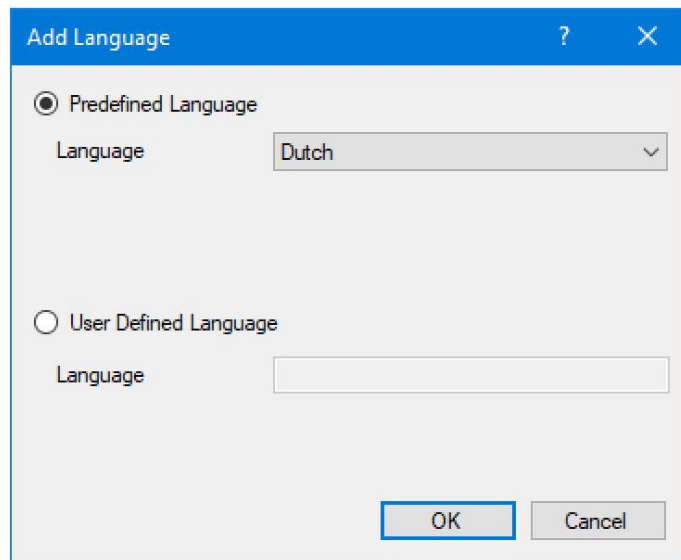 Add Language ?
Predefined Language
Language Dutch
User Defined Language
Language
OK Cancel